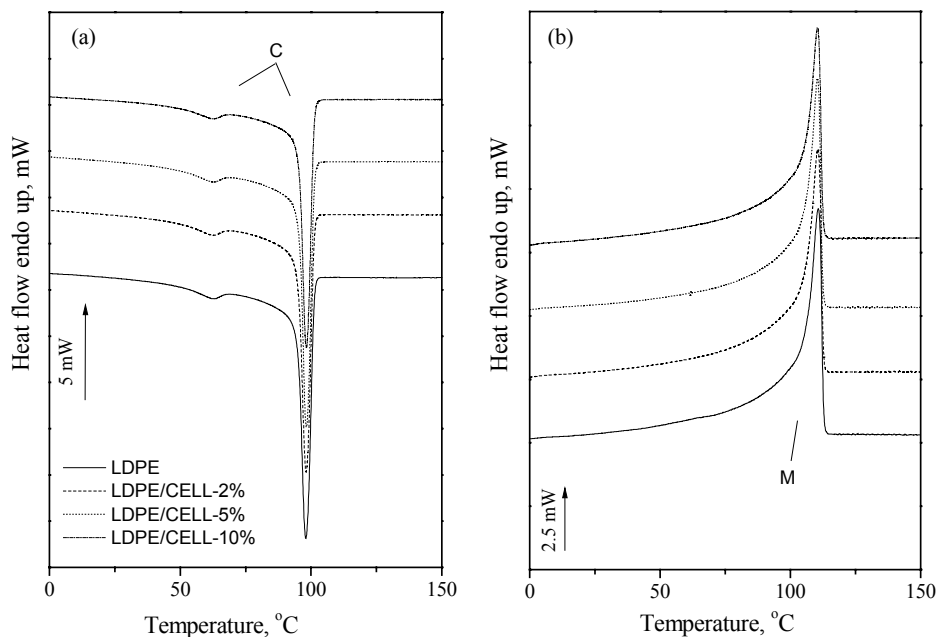 (a)
C
Heat flow endo up, mW
5 mW
LDPE
LDPE/CELL-2%
LDPE/CELL-5%
LDPE/CELL-10%
0 50 100 150
Temperature, °C
(b)
Heat flow endo up, mW
M
2.5 mW
0 50 100 150
Temperature, °C